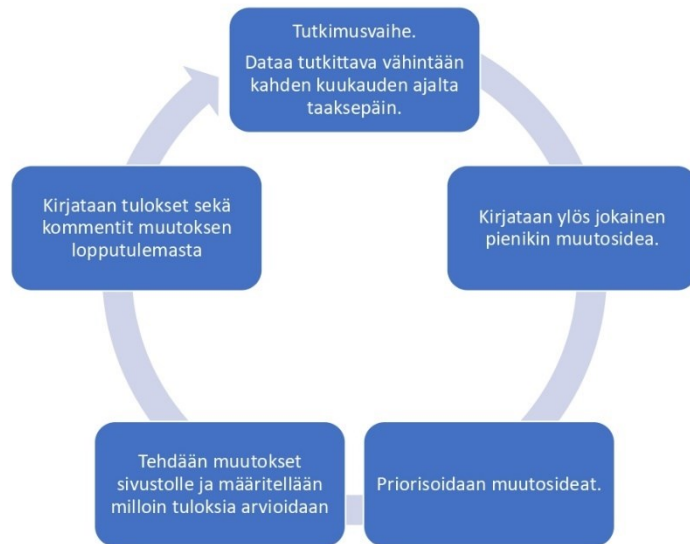 Tutkimusvaihe.
Dataa tutkittava vähintään
kahden kuukauden ajalta
taaksepäin.
Kirjataan ylös jokainen
pienikin muutosidea.
Priorisoidaan muutosideat.
Tehdään muutokset
sivustolle ja määritellään
milloin tuloksia arvioidaan
Kirjataan tulokset sekä
kommentit muutoksen
lopputulemasta